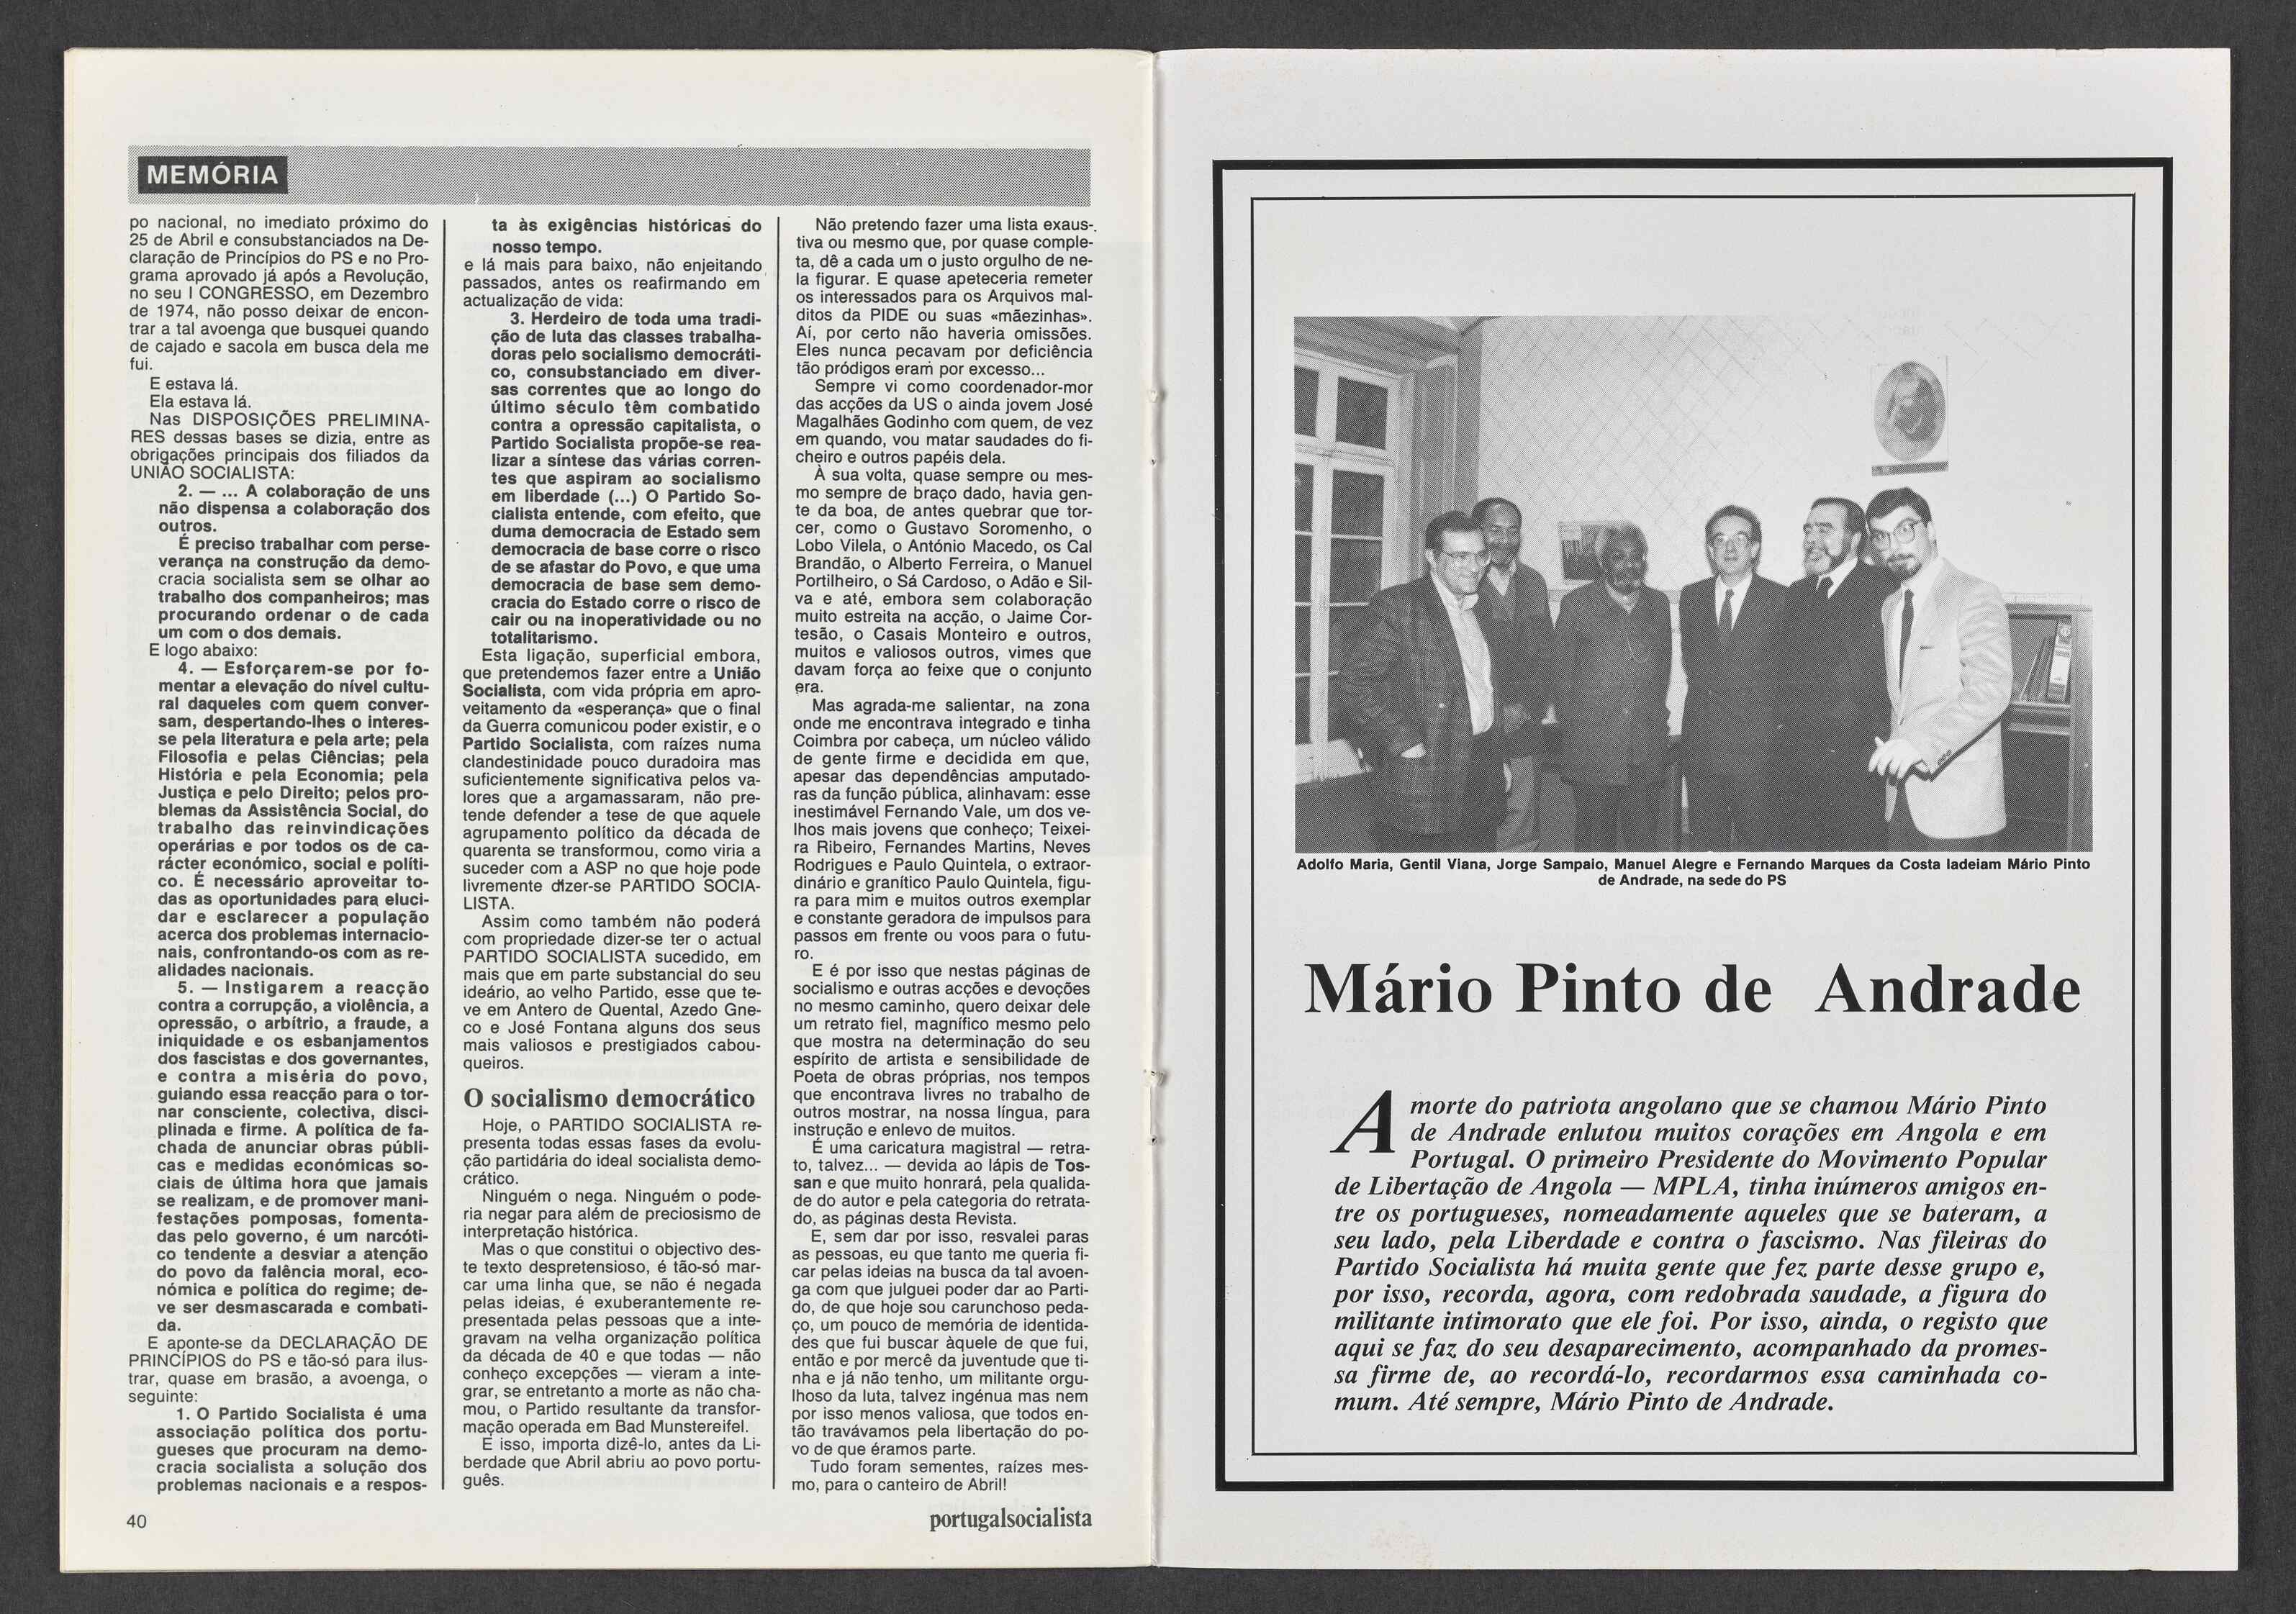 MEMÓRIA
po nacional, no imediato próximo do
25 de Abril e consubstanciados na De-
claração de Princípios do PS e no Pro-
grama aprovado já após a Revolução,
no seu I CONGRESSO, em Dezembro
de 1974, não posso deixar de encon-
trar a tal avoenga que busquei quando
de cajado e sacola em busca dela me
fui.
E estava lá.
Ela estava lá.
Nas DISPOSIÇÕES PRELIMINA-
RES dessas bases se dizia, entre as
obrigações principais dos filiados da
UNIÃO SOCIALISTA:
2. — ... A colaboração de uns
não dispensa a colaboração dos
outros.
É preciso trabalhar com perse-
verança na construção da demo-
cracia socialista sem se olhar ao
trabalho dos companheiros; mas
procurando ordenar o de cada
um com o dos demais.
E logo abaixo:
4. — Esforçarem-se por fo-
mentar a elevação do nível cultu-
ral daqueles com quem conver-
sam, despertando-lhes o interes-
se pela literatura e pela arte; pela
Filosofia e pelas Ciências; pela
História e pela Economia; pela
Justiça e pelo Direito; pelos pro-
blemas da Assistência Social, do
trabalho das reinvindicações
operárias e por todos os de ca-
rácter económico, social e políti-
co. É necessário aproveitar to-
das as oportunidades para eluci-
dar e esclarecer a população
acerca dos problemas internacio-
nais, confrontando-os com as re-
alidades nacionais.
5. — Instigarem a reacção
contra a corrupção, a violência, a
opressão, o arbítrio, a fraude, a
iniquidade e os esbanjamentos
dos fascistas e dos governantes,
e contra a miséria do povo,
guiando essa reacção para o tor-
nar consciente, colectiva, disci-
plinada e firme. A política de fa-
chada de anunciar obras públi-
cas e medidas económicas so-
ciais de última hora que jamais
se realizam, e de promover mani-
festações pomposas, fomenta-
das pelo governo, é um narcóti-
co tendente a desviar a atenção
do povo da falência moral, eco-
nómica e política do regime; de-
ve ser desmascarada e combati-
da.
E aponte-se da DECLARAÇÃO DE
PRINCÍPIOS do PS e tão-só para ilus-
trar, quase em brasão, a avoenga, o
seguinte:
1. O Partido Socialista é uma
associação política dos portu-
gueses que procuram na demo-
cracia socialista a solução dos
problemas nacionais e a respos-
ta às exigências históricas do
nosso tempo.
e lá mais para baixo, não enjeitando
passados, antes os reafirmando em
actualização de vida:
3. Herdeiro de toda uma tradi-
ção de luta das classes trabalha-
doras pelo socialismo democráti-
co, consubstanciado em diver-
sas correntes que ao longo do
último século têm combatido
contra a opressão capitalista, o
Partido Socialista propõe-se rea-
lizar a síntese das várias corren-
tes que aspiram ao socialismo
em liberdade (...) O Partido So-
cialista entende, com efeito, que
duma democracia de Estado sem
democracia de base corre o risco
de se afastar do Povo, e que uma
democracia de base sem demo-
cracia do Estado corre o risco de
cair ou na inoperatividade ou no
totalitarismo.
Esta ligação, superficial embora,
que pretendemos fazer entre a União
Socialista, com vida própria em apro-
veitamento da «esperança» que o final
da Guerra comunicou poder existir, e o
Partido Socialista, com raízes numa
clandestinidade pouco duradoira mas
suficientemente significativa pelos va-
lores que a argamassaram, não pre-
tende defender a tese de que aquele
agrupamento político da década de
quarenta se transformou, como viria a
suceder com a ASP no que hoje pode
livremente dizer-se PARTIDO SOCIA-
LISTA.
Assim como também não poderá
com propriedade dizer-se ter o actual
PARTIDO SOCIALISTA sucedido, em
mais que em parte substancial do seu
ideário, ao velho Partido, esse que te-
ve em Antero de Quental, Azedo Gne-
co e José Fontana alguns dos seus
mais valiosos e prestigiados cabou-
queiros.
O socialismo democrático
Hoje, o PARTIDO SOCIALISTA re-
presenta todas essas fases da evolu-
ção partidária do ideal socialista demo-
crático.
Ninguém o nega. Ninguém o pode-
ria negar para além de preciosismo de
interpretação histórica.
Mas o que constitui o objectivo des-
te texto despretensioso, é tão-só mar-
car uma linha que, se não é negada
pelas ideias, é exuberantemente re-
presentada pelas pessoas que a inte-
gravam na velha organização política
da década de 40 e que todas — não
conheço excepções — vieram a inte-
grar, se entretanto a morte as não cha-
mou, o Partido resultante da transfor-
mação operada em Bad Munstereifel.
E isso, importa dizê-lo, antes da Li-
berdade que Abril abriu ao povo portu-
guês.
Não pretendo fazer uma lista exaus-
tiva ou mesmo que, por quase comple-
ta, dê a cada um o justo orgulho de ne-
la figurar. E quase apeteceria remeter
os interessados para os Arquivos mal-
ditos da PIDE ou suas «mãezinhas».
Aí, por certo não haveria omissões.
Eles nunca pecavam por deficiência
tão pródigos eram por excesso...
Sempre vi como coordenador-mor
das acções da US o ainda jovem José
Magalhães Godinho com quem, de vez
em quando, vou matar saudades do fi-
cheiro e outros papéis dela.
À sua volta, quase sempre ou mes-
mo sempre de braço dado, havia gen-
te da boa, de antes quebrar que tor-
cer, como o Gustavo Soromenho, o
Lobo Vilela, o António Macedo, os Cal
Brandão, o Alberto Ferreira, o Manuel
Portilheiro, o Sá Cardoso, o Adão e Sil-
va e até, embora sem colaboração
muito estreita na acção, o Jaime Cor-
tesão, o Casais Monteiro e outros,
muitos e valiosos outros, vimes que
davam força ao feixe que o conjunto
era.
Mas agrada-me salientar, na zona
onde me encontrava integrado e tinha
Coimbra por cabeça, um núcleo válido
de gente firme e decidida em que,
apesar das dependências amputado-
ras da função pública, alinhavam: esse
inestimável Fernando Vale, um dos ve-
lhos mais jovens que conheço; Teixei-
ra Ribeiro, Fernandes Martins, Neves
Rodrigues e Paulo Quintela, o extraor-
dinário e granítico Paulo Quintela, figu-
ra para mim e muitos outros exemplar
e constante geradora de impulsos para
passos em frente ou voos para o futu-
ro.
E é por isso que nestas páginas de
socialismo e outras acções e devoções
no mesmo caminho, quero deixar dele
um retrato fiel, magnífico mesmo pelo
que mostra na determinação do seu
espírito de artista e sensibilidade de
Poeta de obras próprias, nos tempos
que encontrava livres no trabalho de
outros mostrar, na nossa língua, para
instrução e enlevo de muitos.
É uma caricatura magistral — retra-
to, talvez... — devida ao lápis de Tos-
san e que muito honrará, pela qualida-
de do autor e pela categoria do retrata-
do, as páginas desta Revista.
E, sem dar por isso, resvalei paras
as pessoas, eu que tanto me queria fi-
car pelas ideias na busca da tal avoen-
ga com que julguei poder dar ao Parti-
do, de que hoje sou carunchoso peda-
ço, um pouco de memória de identida-
des que fui buscar àquele de que fui,
então e por mercê da juventude que ti-
nha e já não tenho, um militante orgu-
lhoso da luta, talvez ingénua mas nem
por isso menos valiosa, que todos en-
tão travávamos pela libertação do po-
vo de que éramos parte.
Tudo foram sementes, raízes mes-
mo, para o canteiro de Abril!
40
portugalsocialista
Adolfo Maria, Gentil Viana, Jorge Sampaio, Manuel Alegre e Fernando Marques da Costa ladeiam Mário Pinto
de Andrade, na sede do PS
Mário Pinto de Andrade
A morte do patriota angolano que se chamou Mário Pinto
de Andrade enlutou muitos corações em Angola e em
Portugal. O primeiro Presidente do Movimento Popular
de Libertação de Angola — MPLA, tinha inúmeros amigos en-
tre os portugueses, nomeadamente aqueles que se bateram, a
seu lado, pela Liberdade e contra o fascismo. Nas fileiras do
Partido Socialista há muita gente que fez parte desse grupo e,
por isso, recorda, agora, com redobrada saudade, a figura do
militante intimorato que ele foi. Por isso, ainda, o registo que
aqui se faz do seu desaparecimento, acompanhado da promes-
sa firme de, ao recordá-lo, recordarmos essa caminhada co-
mum. Até sempre, Mário Pinto de Andrade.